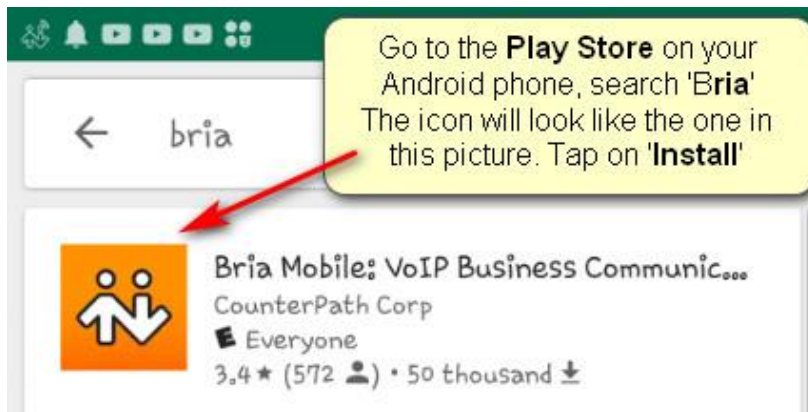 Go to the Play Store on your
Android phone, search 'Bria'
The icon will look like the one in
this picture. Tap on 'Install'
bria
Bria Mobile: VoIP Business Communic...
CounterPath Corp
E Everyone
3.4★ (572 👤) • 50 thousand